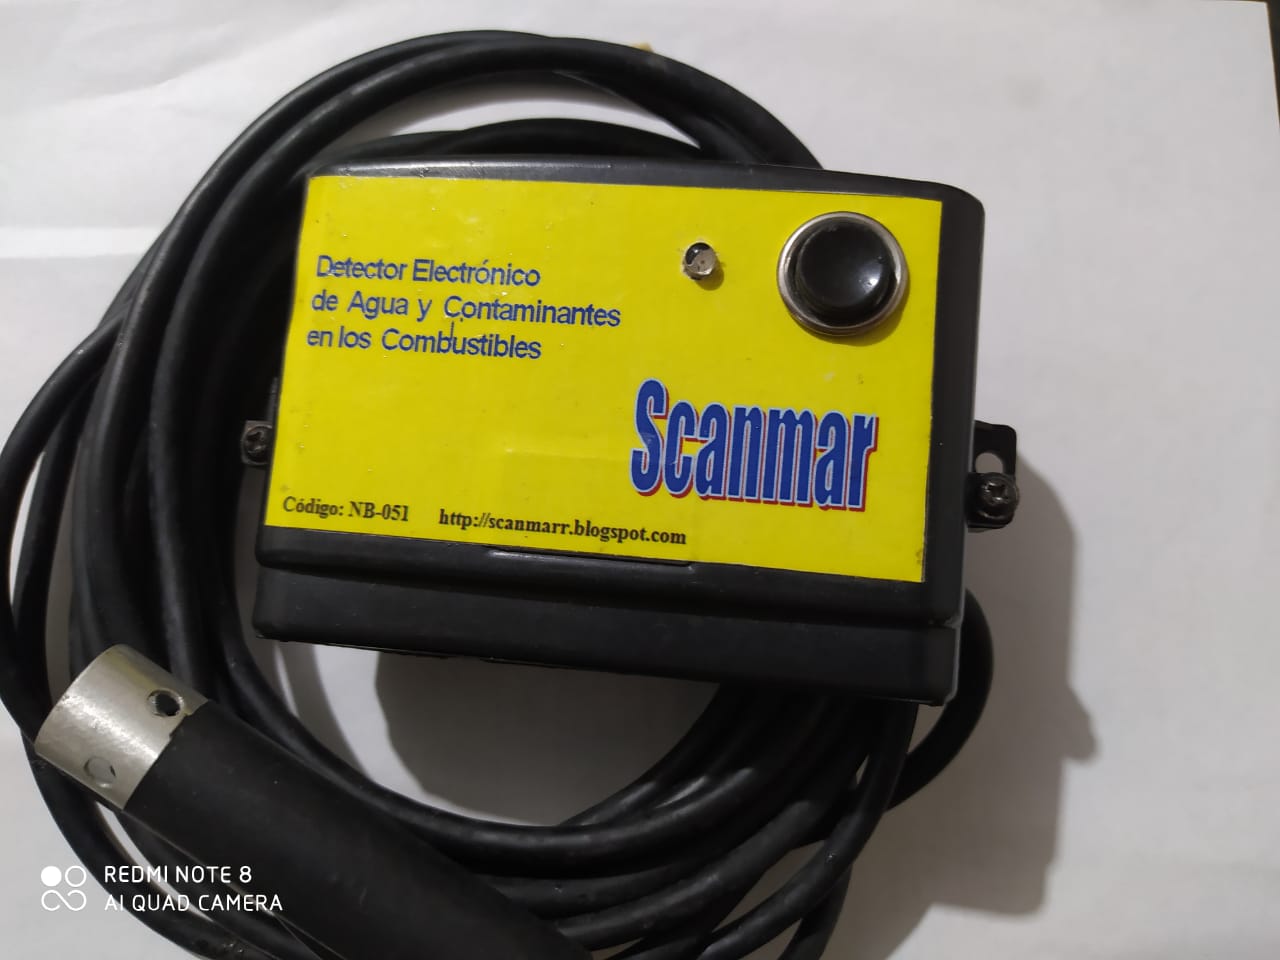 Detector Electrónico
de Agua y Contaminantes
en los Combustibles
Scanmar
Código: NB-051 http://scanmarr.blogspot.com
REDMI NOTE 8
AI QUAD CAMERA